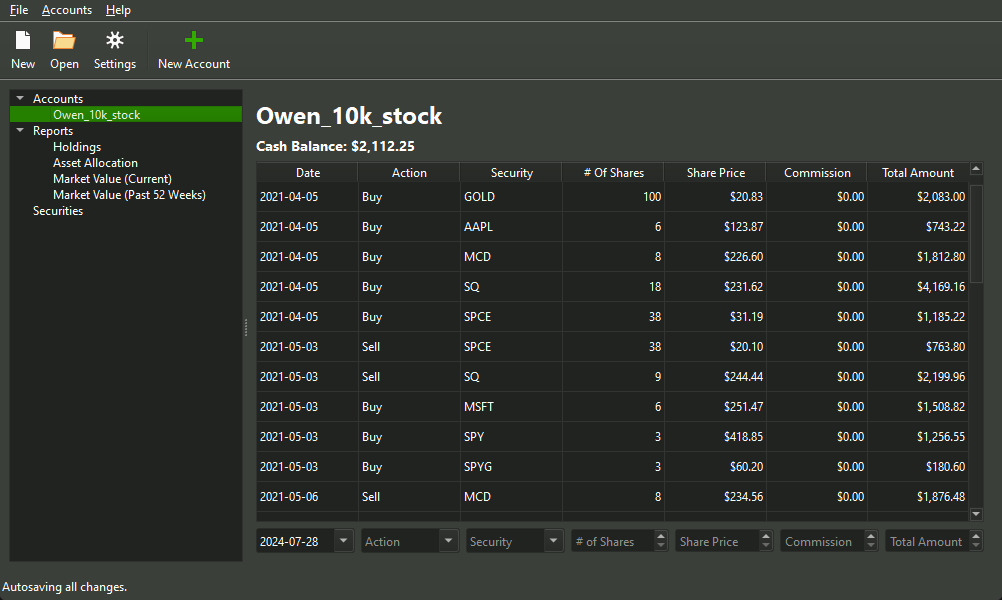 File Accounts Help
New Open Settings New Account
Accounts
Owen_10k_stock
Reports
Holdings
Asset Allocation
Market Value (Current)
Market Value (Past 52 Weeks)
Securities
Owen_10k_stock
Cash Balance: $2,112.25
Date Action Security # Of Shares Share Price Commission Total Amount
2021-04-05 Buy GOLD 100 $20.83 $0.00 $2,083.00
2021-04-05 Buy AAPL 6 $123.87 $0.00 $743.22
2021-04-05 Buy MCD 8 $226.60 $0.00 $1,812.80
2021-04-05 Buy SQ 18 $231.62 $0.00 $4,169.16
2021-04-05 Buy SPCE 38 $31.19 $0.00 $1,185.22
2021-05-03 Sell SPCE 38 $20.10 $0.00 $763.80
2021-05-03 Sell SQ 9 $244.44 $0.00 $2,199.96
2021-05-03 Buy MSFT 6 $251.47 $0.00 $1,508.82
2021-05-03 Buy SPY 3 $418.85 $0.00 $1,256.55
2021-05-03 Buy SPYG 3 $60.20 $0.00 $180.60
2021-05-06 Sell MCD 8 $234.56 $0.00 $1,876.48
2024-07-28 Action Security # of Shares Share Price Commission Total Amount
Autosaving all changes.